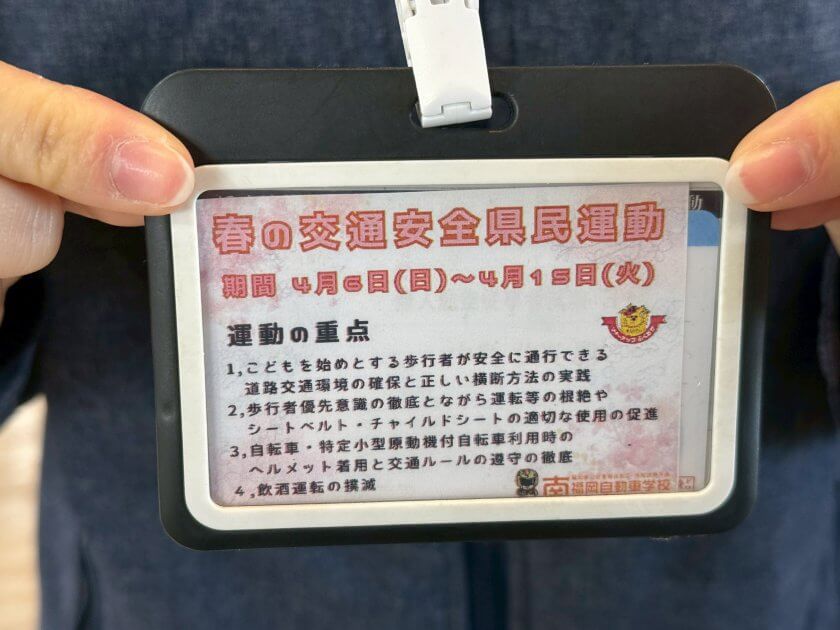 春の交通安全県民運動
期間 4月6日(日)〜4月15日(火)
運動の重点
1,こどもを始めとする歩行者が安全に通行できる
道路交通環境の確保と正しい横断方法の実践
2,歩行者優先意識の徹底とながら運転等の根絶や
シートベルト・チャイルドシートの適切な使用の促進
3,自転車・特定小型原動機付自転車利用時の
ヘルメット着用と交通ルールの遵守の徹底
4,飲酒運転の撲滅
南福岡自動車学校
動